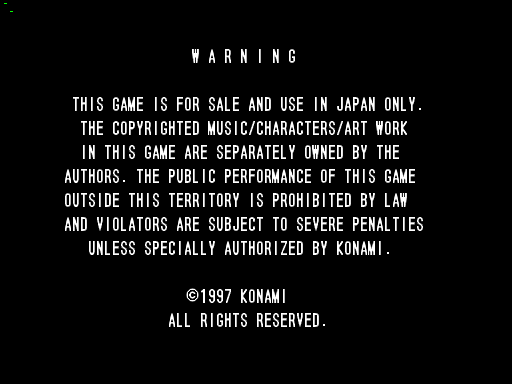 WARNING
THIS GAME IS FOR SALE AND USE IN JAPAN ONLY.
THE COPYRIGHTED MUSIC/CHARACTERS/ART WORK
IN THIS GAME ARE SEPARATELY OWNED BY THE
AUTHORS. THE PUBLIC PERFORMANCE OF THIS GAME
OUTSIDE THIS TERRITORY IS PROHIBITED BY LAW
AND VIOLATORS ARE SUBJECT TO SEVERE PENALTIES
UNLESS SPECIALLY AUTHORIZED BY KONAMI.
©1997 KONAMI
ALL RIGHTS RESERVED.